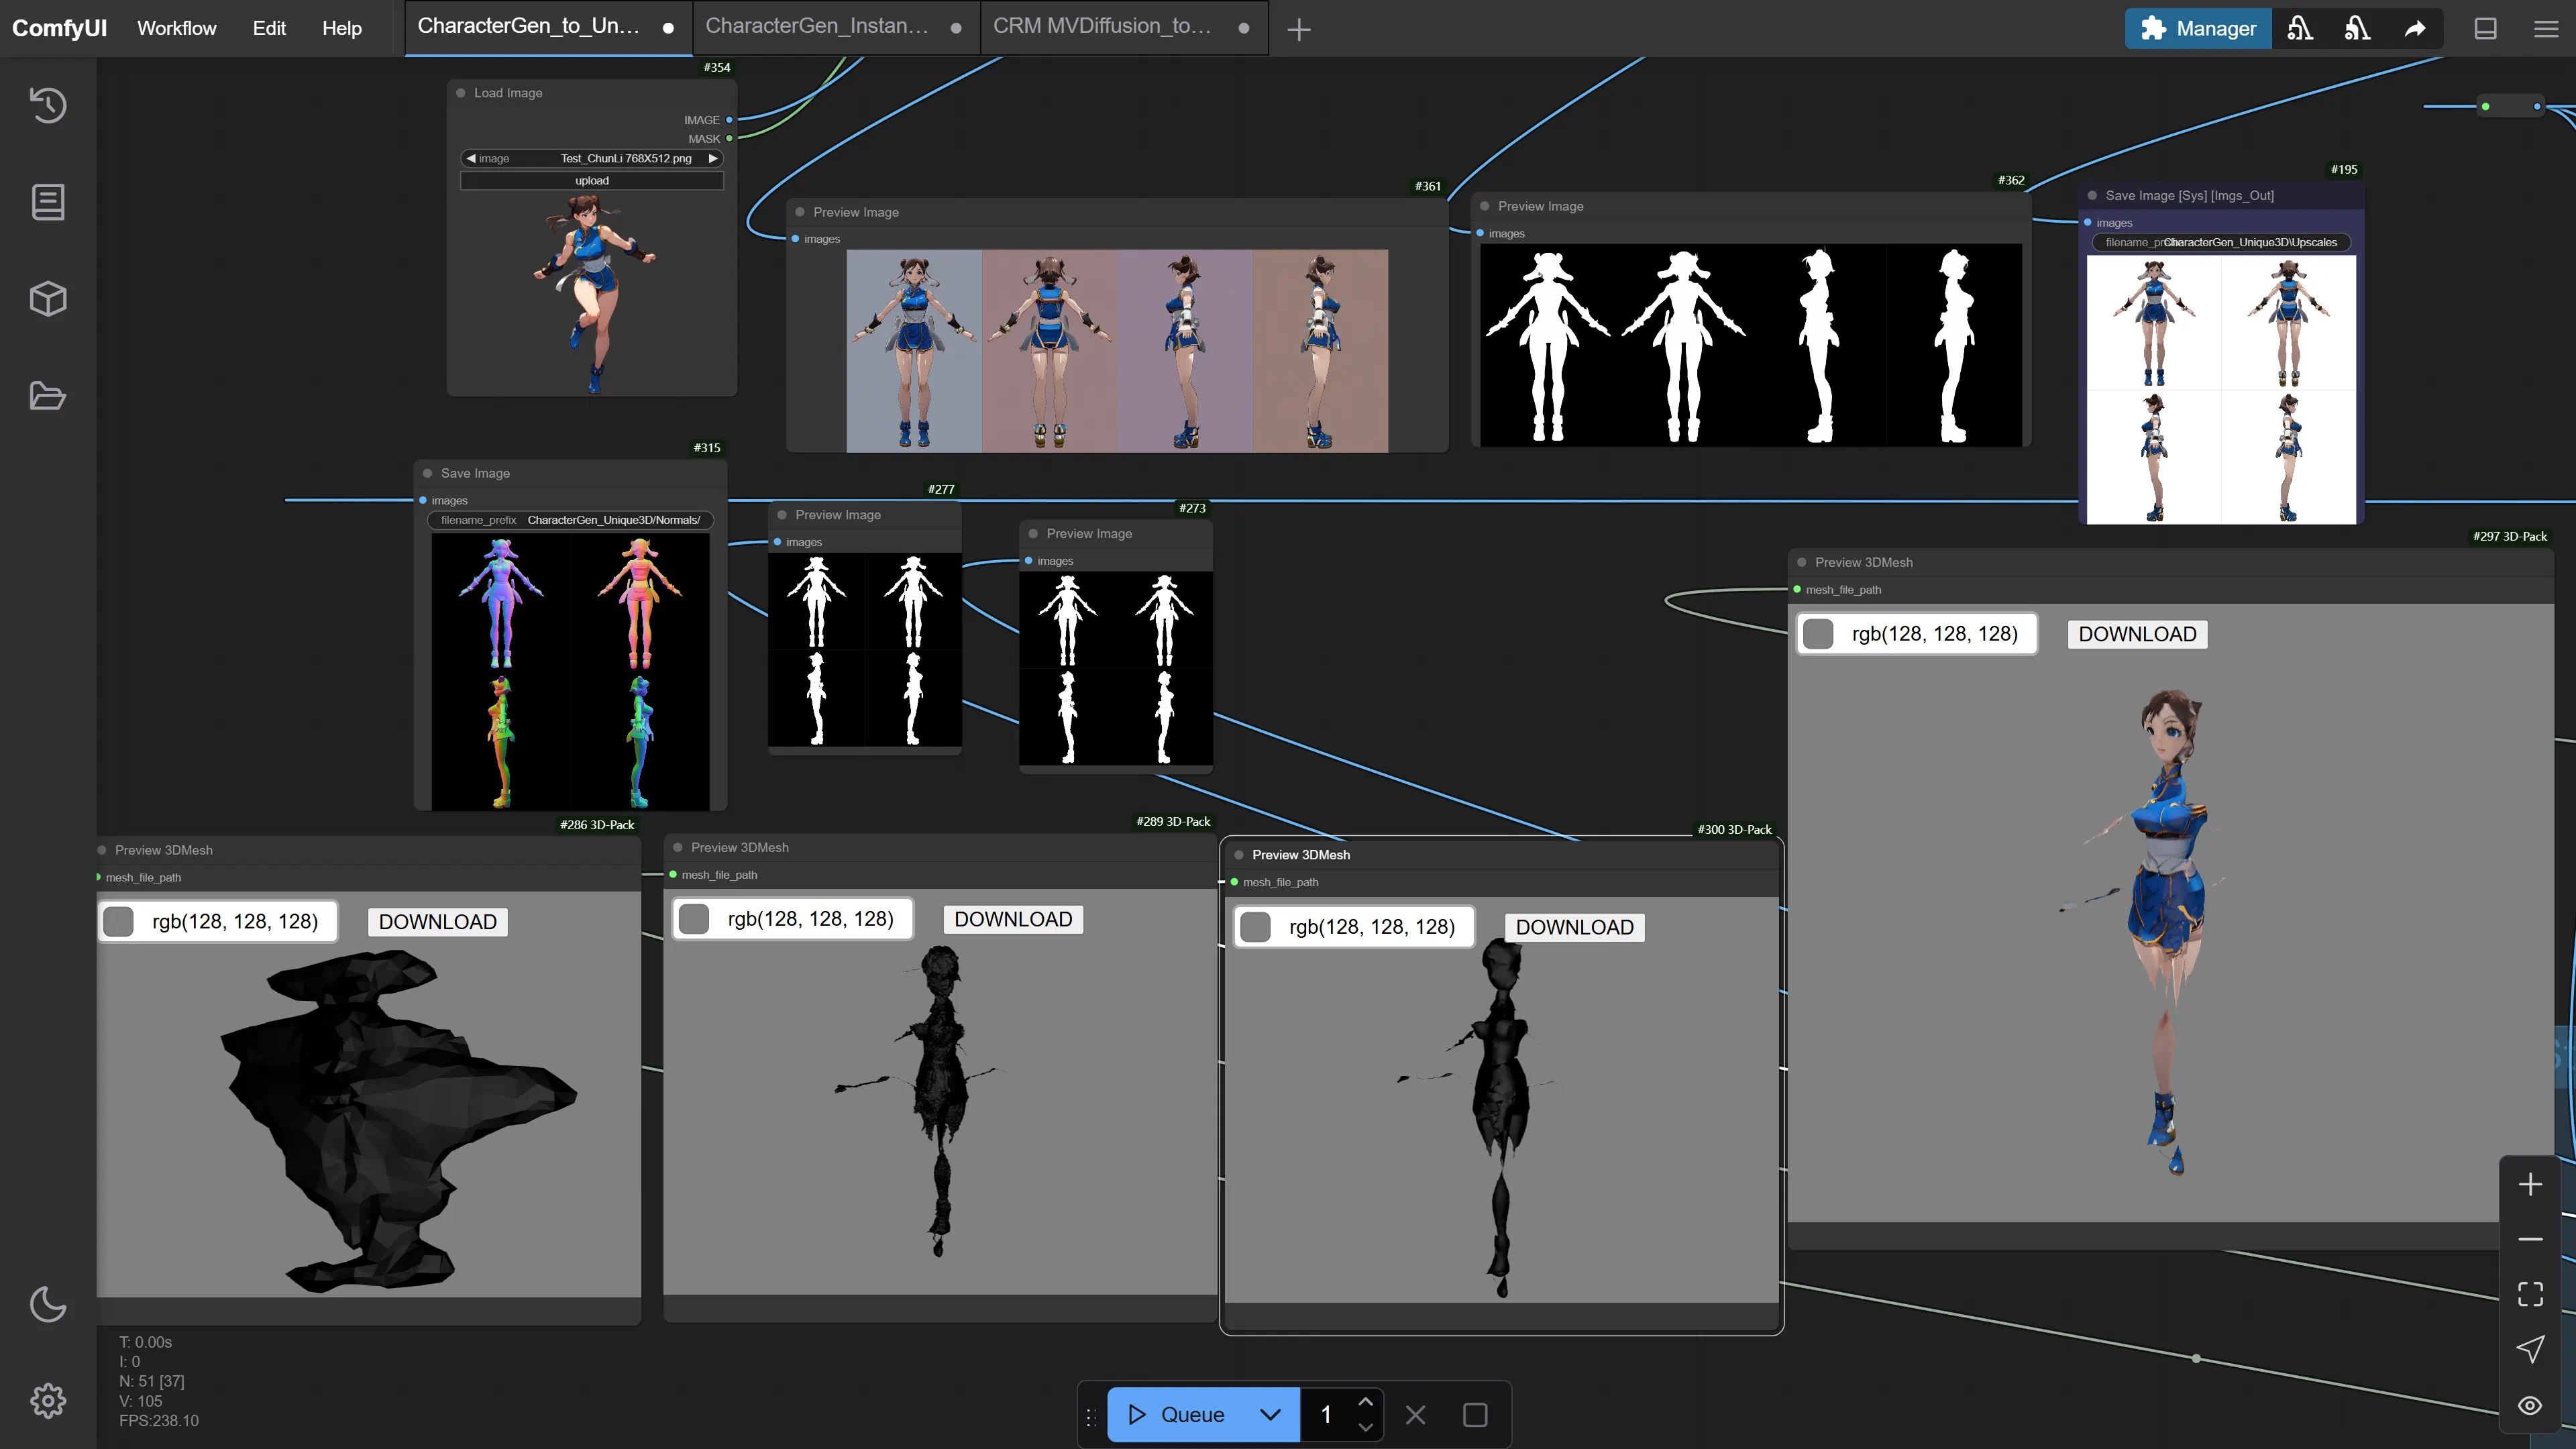 ComfyUI
Workflow
Edit
Help
CharacterGen_to_Un...
CharacterGen_Instan...
CRM MVDiffusion_to...
Manager
#354
Load Image
IMAGE
MASK
image
Test_ChunLi 768X512.png
upload
#361
Preview Image
images
#362
Preview Image
images
#195
Save Image [Sys] [Imgs_Out]
images
CharacterGen_Unique3D\Upscales
#315
Save Image
images
filename_prefix
CharacterGen_Unique3D/Normals/
#277
Preview Image
images
#273
Preview Image
images
#297 3D-Pack
Preview 3DMesh
mesh_file_path
rgb(128, 128, 128)
DOWNLOAD
#286 3D-Pack
Preview 3DMesh
mesh_file_path
rgb(128, 128, 128)
DOWNLOAD
#289 3D-Pack
Preview 3DMesh
mesh_file_path
rgb(128, 128, 128)
DOWNLOAD
#300 3D-Pack
Preview 3DMesh
mesh_file_path
rgb(128, 128, 128)
DOWNLOAD
T: 0.00s
I: 0
N: 51 [37]
V: 105
FPS:238.10
Queue
1